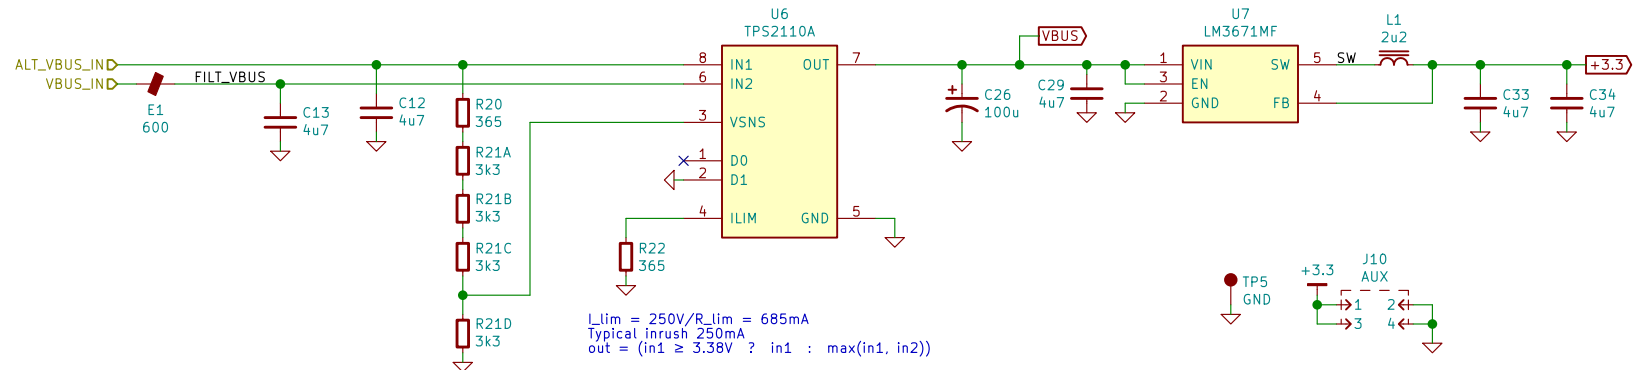 U6
TPS2110A
U7
LM3671MF
L1
2u2
ALT_VBUS_IN
VBUS_IN
FILT_VBUS
E1
600
C13
4u7
C12
4u7
R20
365
R21A
3k3
R21B
3k3
R21C
3k3
R21D
3k3
8 IN1
6 IN2
3 VSNS
1 D0
2 D1
4 ILIM
OUT 7
GND 5
R22
365
I_lim = 250V/R_lim = 685mA
Typical inrush 250mA
out = (in1 ≥ 3.38V ? in1 : max(in1, in2))
VBUS
C26
100u
C29
4u7
1 VIN
3 EN
2 GND
SW 5
FB 4
SW
+3.3
C33
4u7
C34
4u7
TP5
GND
+3.3
J10
AUX
1 2
3 4